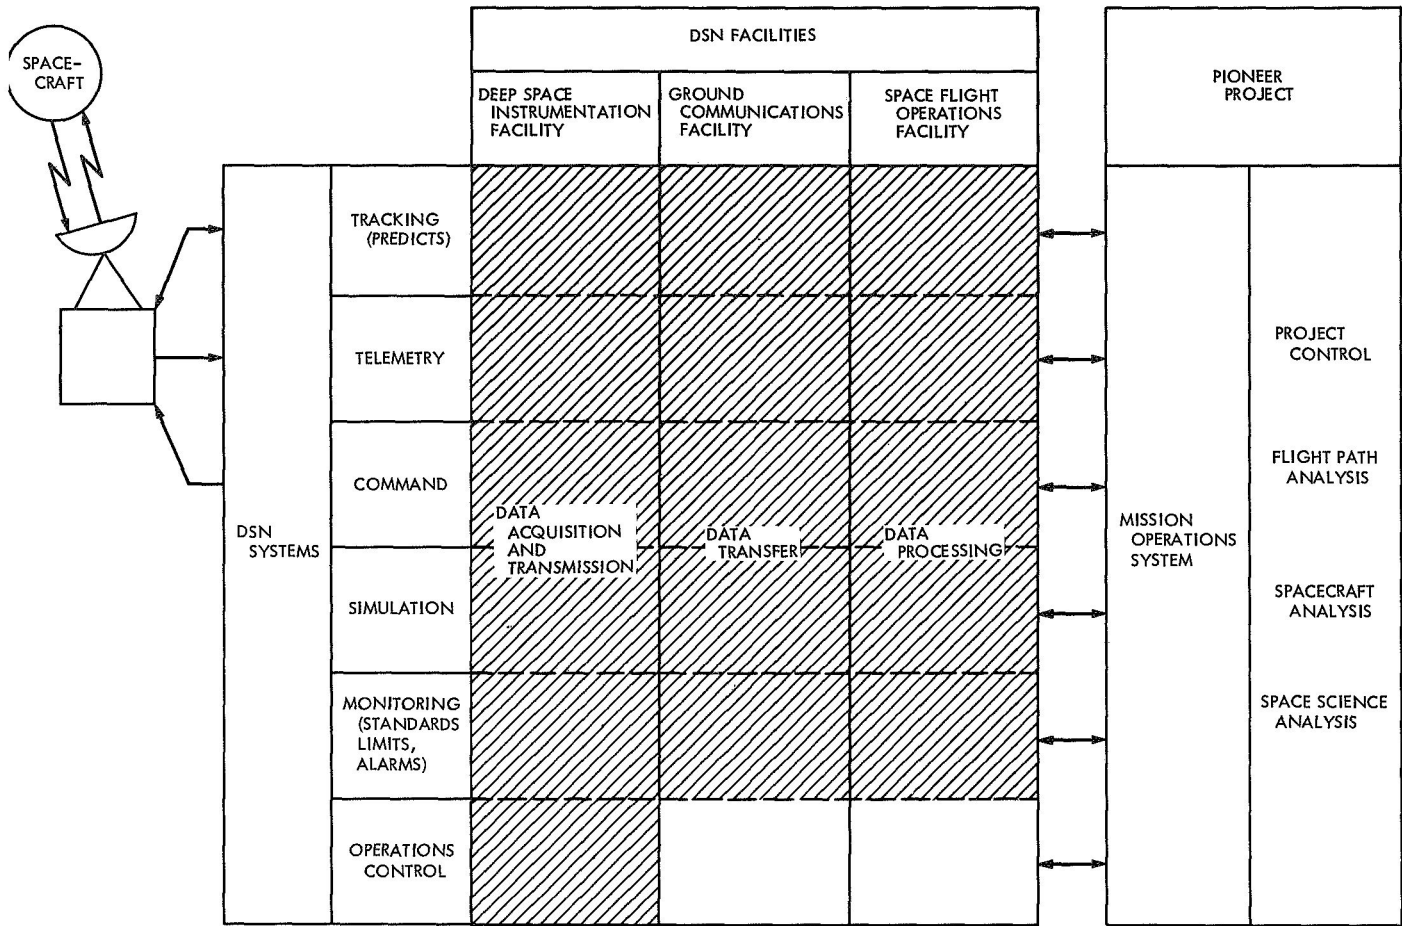 SPACE-
CRAFT
DSN FACILITIES
PIONEER
PROJECT
DEEP SPACE
INSTRUMENTATION
FACILITY
GROUND
COMMUNICATIONS
FACILITY
SPACE FLIGHT
OPERATIONS
FACILITY
DSN
SYSTEMS
TRACKING
(PREDICTS)
TELEMETRY
COMMAND
SIMULATION
MONITORING
(STANDARDS
LIMITS,
ALARMS)
OPERATIONS
CONTROL
DATA
ACQUISITION
AND
TRANSMISSION
DATA
TRANSFER
DATA
PROCESSING
MISSION
OPERATIONS
SYSTEM
PROJECT
CONTROL
FLIGHT PATH
ANALYSIS
SPACECRAFT
ANALYSIS
SPACE SCIENCE
ANALYSIS